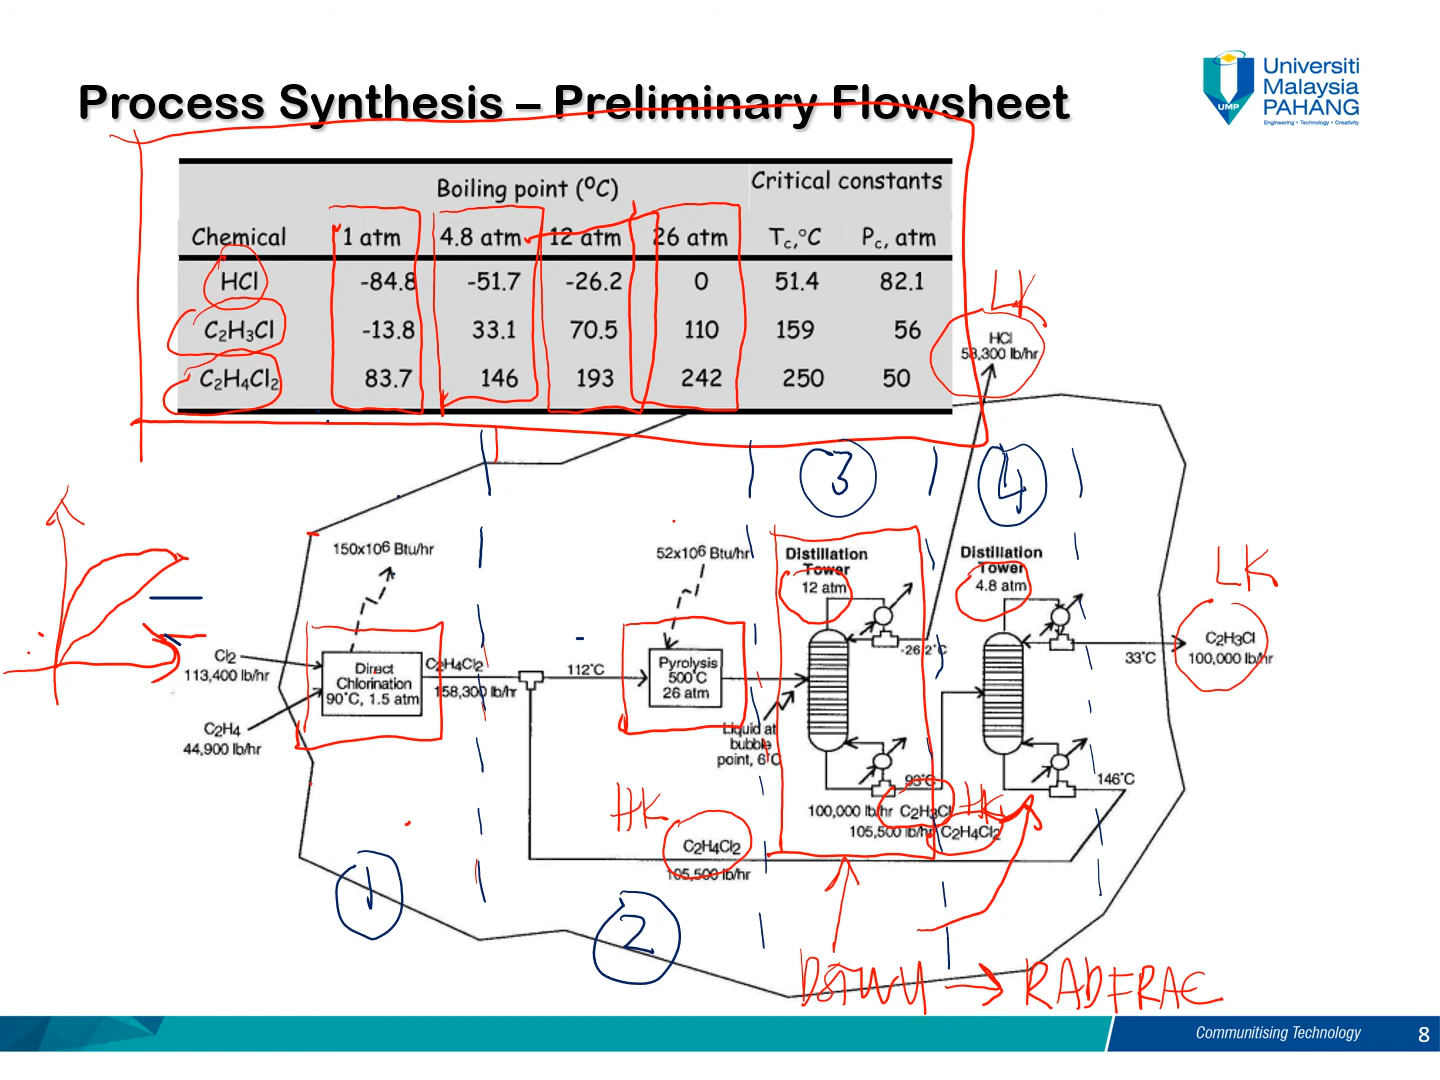 Process Synthesis – Preliminary Flowsheet
Universiti
Malaysia
PAHANG
Engineering • Technology • Creativity
UMP
Boiling point (⁰C) Critical constants
Chemical 1 atm 4.8 atm 12 atm 26 atm Tc,°C Pc, atm
HCl -84.8 -51.7 -26.2 0 51.4 82.1
C2H3Cl -13.8 33.1 70.5 110 159 56
C2H4Cl2 83.7 146 193 242 250 50
LK
HCl
58,300 lb/hr
3
4
150x10⁶ Btu/hr
52x10⁶ Btu/hr
Distillation
Tower
12 atm
Distillation
Tower
4.8 atm
LK
Cl2
113,400 lb/hr
Direct
Chlorination
90°C, 1.5 atm
C2H4Cl2
158,300 lb/hr
112°C
Pyrolysis
500°C
26 atm
-26.2°C
33°C
C2H3Cl
100,000 lb/hr
C2H4
44,900 lb/hr
Liquid at
bubble
point, 6°C
93°C
146°C
HK
100,000 lb/hr C2H3Cl
HK
105,500 lb/hr C2H4Cl2
C2H4Cl2
105,500 lb/hr
1
2
DSTWU → RADFRAC
Communitising Technology 8